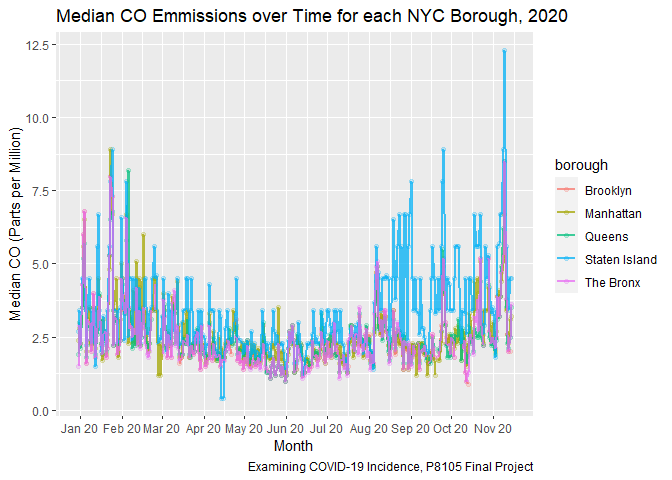 Median CO Emmissions over Time for each NYC Borough, 2020
Median CO (Parts per Million)
12.5
10.0
7.5
5.0
2.5
0.0
Jan 20 Feb 20 Mar 20 Apr 20 May 20 Jun 20 Jul 20 Aug 20 Sep 20 Oct 20 Nov 20
Month
borough
Brooklyn
Manhattan
Queens
Staten Island
The Bronx
Examining COVID-19 Incidence, P8105 Final Project